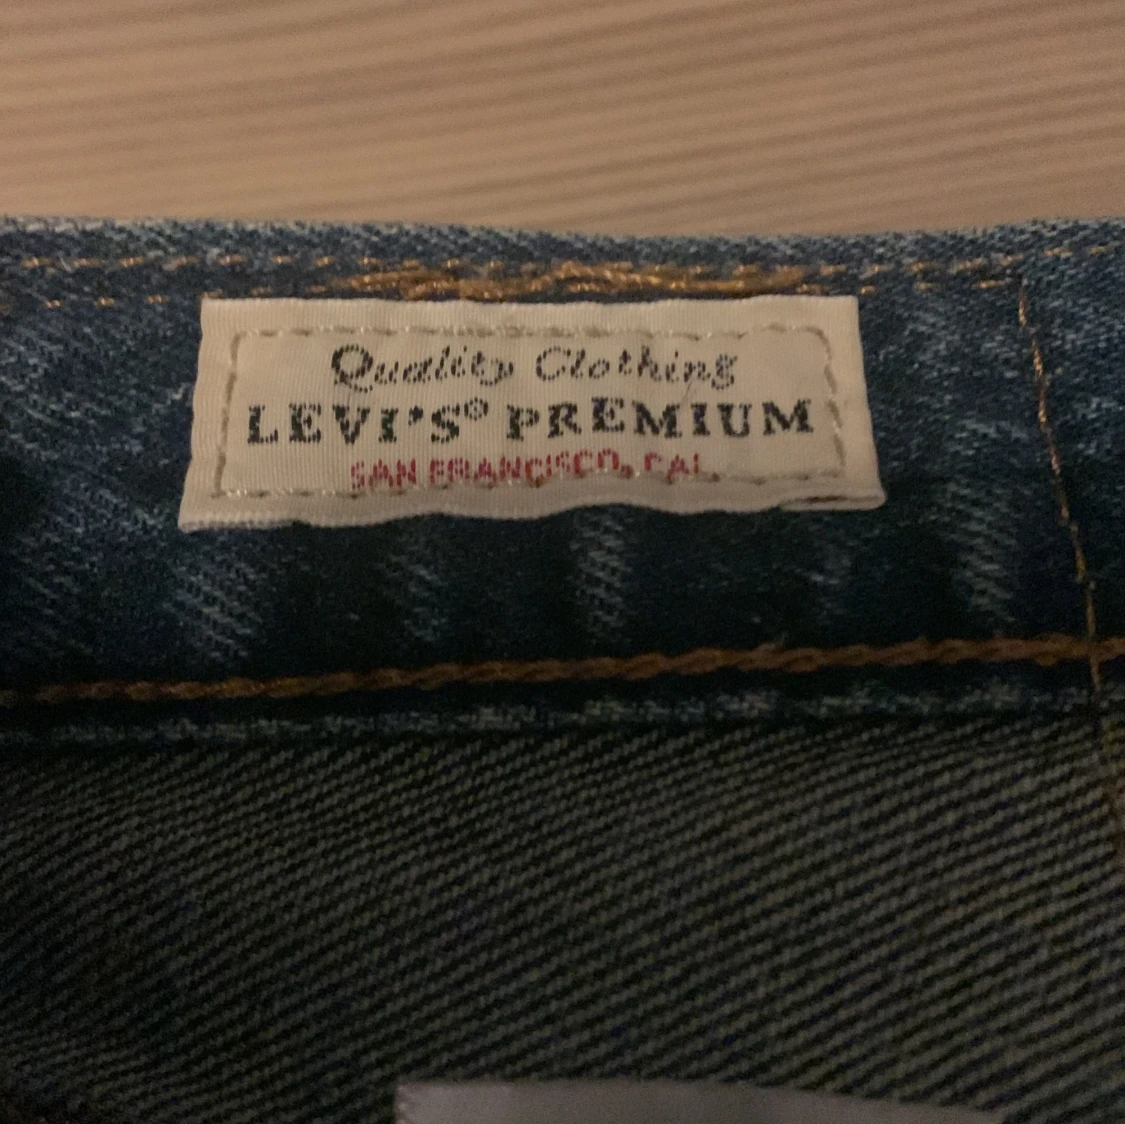 Quality Clothing
LEVI'S® PREMIUM
SAN FRANCISCO, CAL